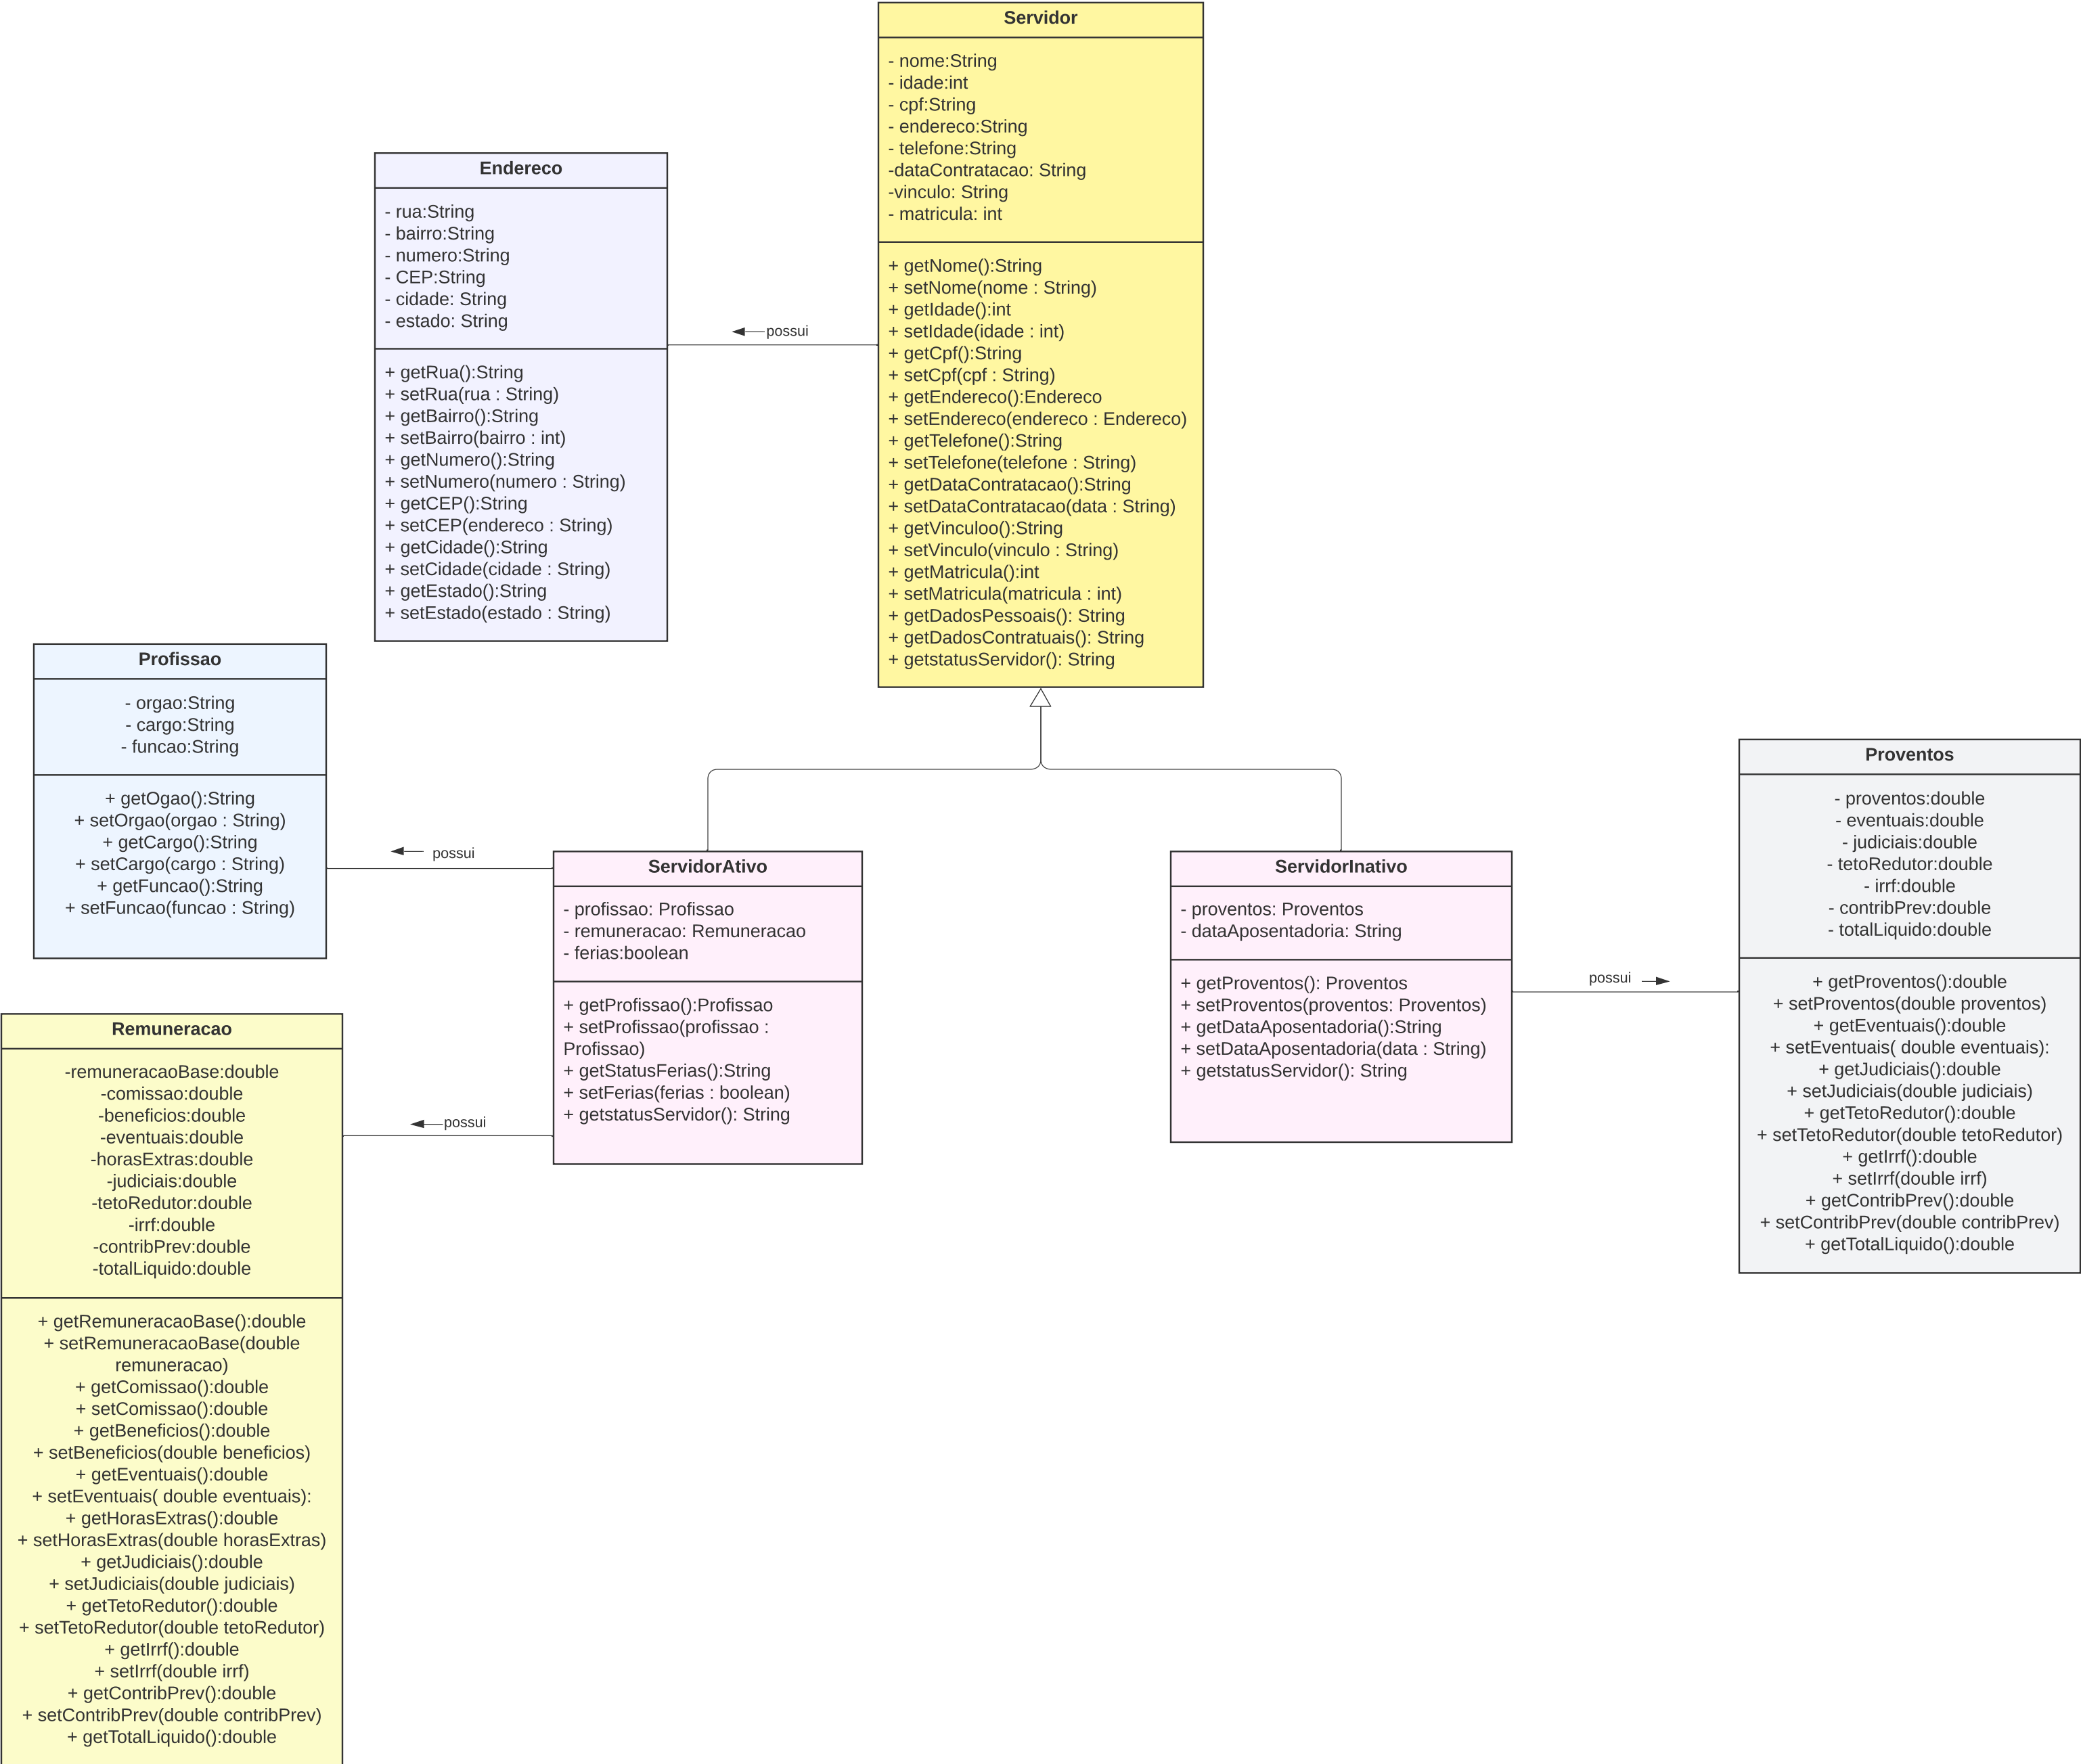 Servidor
- nome:String
- idade:int
- cpf:String
- endereco:String
- telefone:String
-dataContratacao: String
-vinculo: String
- matricula: int
+ getNome():String
+ setNome(nome : String)
+ getIdade():int
+ setIdade(idade : int)
+ getCpf():String
+ setCpf(cpf : String)
+ getEndereco():Endereco
+ setEndereco(endereco : Endereco)
+ getTelefone():String
+ setTelefone(telefone : String)
+ getDataContratacao():String
+ setDataContratacao(data : String)
+ getVinculoo():String
+ setVinculo(vinculo : String)
+ getMatricula():int
+ setMatricula(matricula : int)
+ getDadosPessoais(): String
+ getDadosContratuais(): String
+ getstatusServidor(): String
Endereco
- rua:String
- bairro:String
- numero:String
- CEP:String
- cidade: String
- estado: String
+ getRua():String
+ setRua(rua : String)
+ getBairro():String
+ setBairro(bairro : int)
+ getNumero():String
+ setNumero(numero : String)
+ getCEP():String
+ setCEP(endereco : String)
+ getCidade():String
+ setCidade(cidade : String)
+ getEstado():String
+ setEstado(estado : String)
possui
Profissao
- orgao:String
- cargo:String
- funcao:String
+ getOgao():String
+ setOrgao(orgao : String)
+ getCargo():String
+ setCargo(cargo : String)
+ getFuncao():String
+ setFuncao(funcao : String)
possui
ServidorAtivo
- profissao: Profissao
- remuneracao: Remuneracao
- ferias:boolean
+ getProfissao():Profissao
+ setProfissao(profissao :
Profissao)
+ getStatusFerias():String
+ setFerias(ferias : boolean)
+ getstatusServidor(): String
ServidorInativo
- proventos: Proventos
- dataAposentadoria: String
+ getProventos(): Proventos
+ setProventos(proventos: Proventos)
+ getDataAposentadoria():String
+ setDataAposentadoria(data : String)
+ getstatusServidor(): String
possui
Proventos
- proventos:double
- eventuais:double
- judiciais:double
- tetoRedutor:double
- irrf:double
- contribPrev:double
- totalLiquido:double
+ getProventos():double
+ setProventos(double proventos)
+ getEventuais():double
+ setEventuais( double eventuais):
+ getJudiciais():double
+ setJudiciais(double judiciais)
+ getTetoRedutor():double
+ setTetoRedutor(double tetoRedutor)
+ getIrrf():double
+ setIrrf(double irrf)
+ getContribPrev():double
+ setContribPrev(double contribPrev)
+ getTotalLiquido():double
possui
Remuneracao
-remuneracaoBase:double
-comissao:double
-beneficios:double
-eventuais:double
-horasExtras:double
-judiciais:double
-tetoRedutor:double
-irrf:double
-contribPrev:double
-totalLiquido:double
+ getRemuneracaoBase():double
+ setRemuneracaoBase(double
remuneracao)
+ getComissao():double
+ setComissao():double
+ getBeneficios():double
+ setBeneficios(double beneficios)
+ getEventuais():double
+ setEventuais( double eventuais):
+ getHorasExtras():double
+ setHorasExtras(double horasExtras)
+ getJudiciais():double
+ setJudiciais(double judiciais)
+ getTetoRedutor():double
+ setTetoRedutor(double tetoRedutor)
+ getIrrf():double
+ setIrrf(double irrf)
+ getContribPrev():double
+ setContribPrev(double contribPrev)
+ getTotalLiquido():double